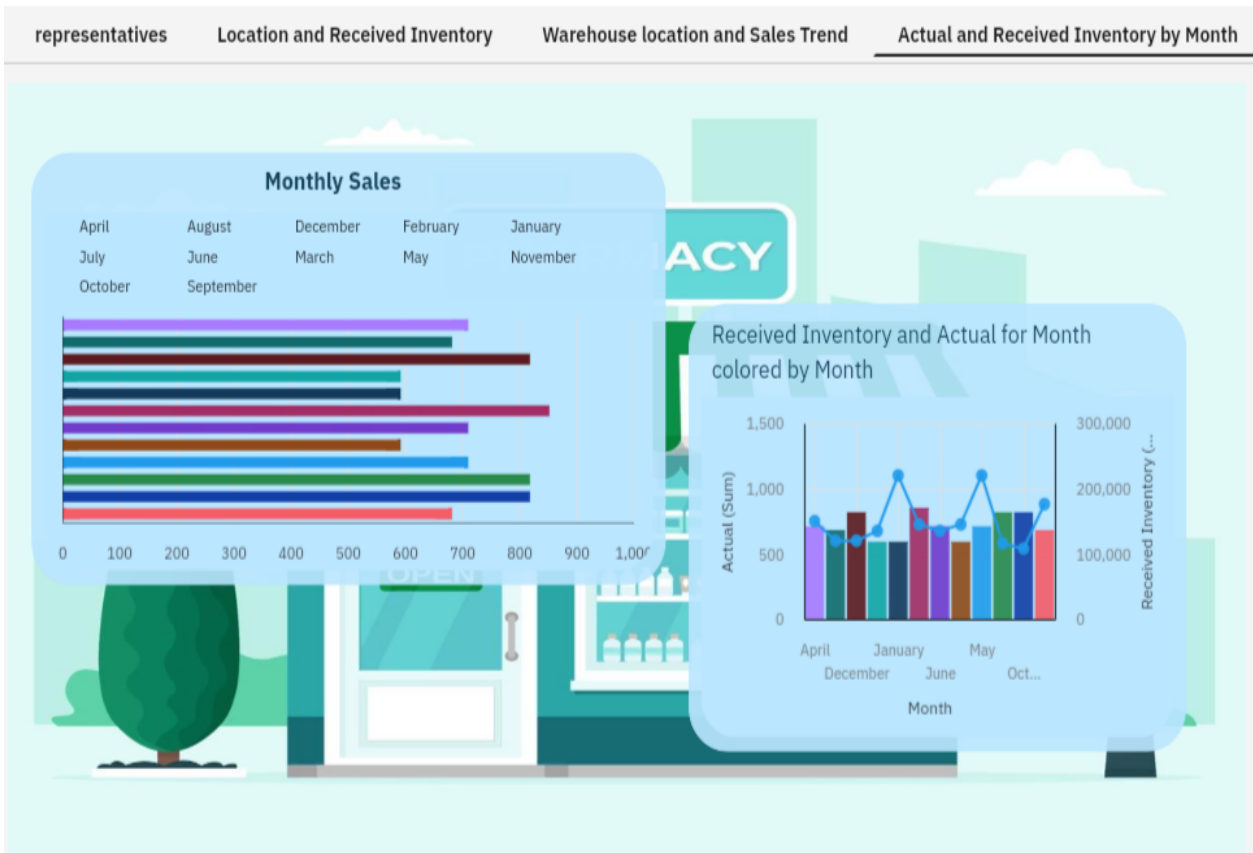 representatives Location and Received Inventory Warehouse location and Sales Trend Actual and Received Inventory by Month
Monthly Sales
April August December February January
July June March May November
October September
0 100 200 300 400 500 600 700 800 900 1,000
ACY
OPEN
Received Inventory and Actual for Month
colored by Month
1,500 300,000
1,000 200,000
500 100,000
0 0
Actual (Sum)
Received Inventory (...
April January May
December June Oct...
Month